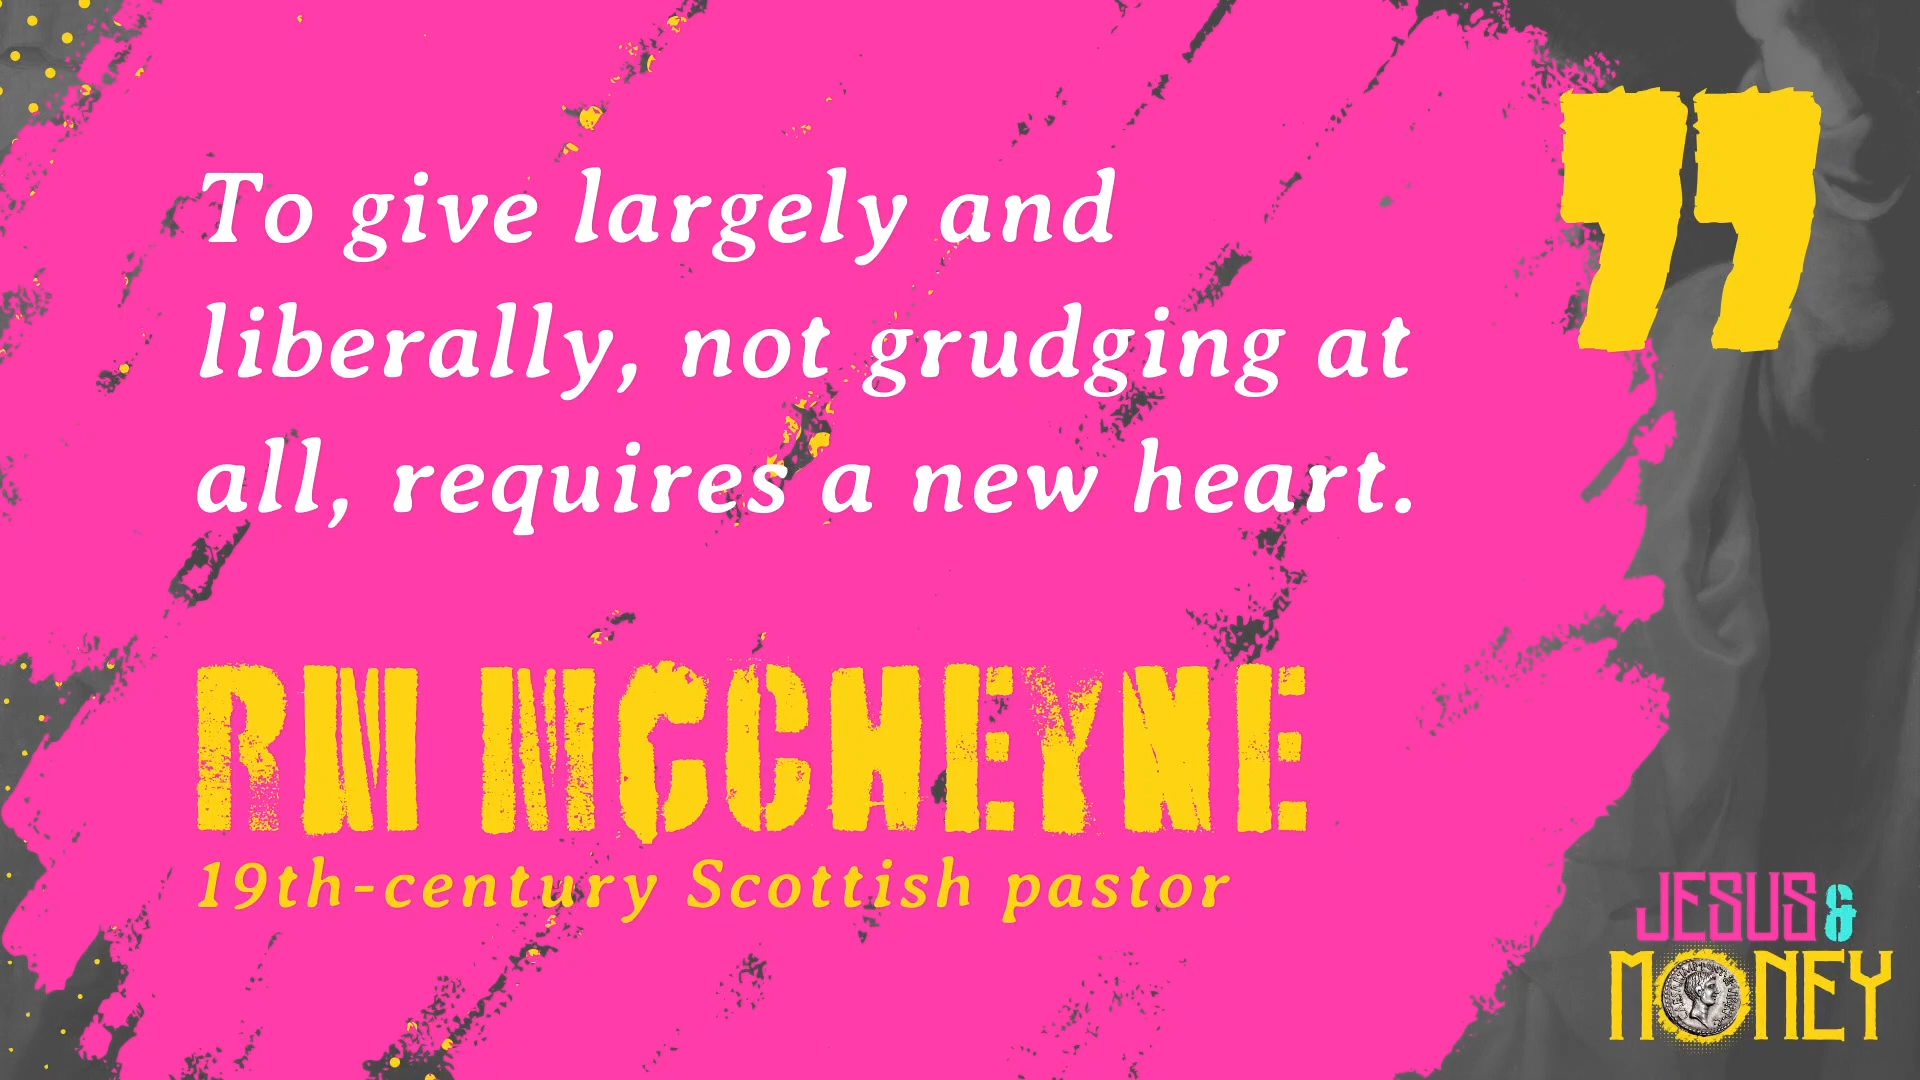 To give largely and
liberally, not grudging at
all, requires a new heart.
RM MCCHEYNE
19th-century Scottish pastor
JESUS &
MONEY